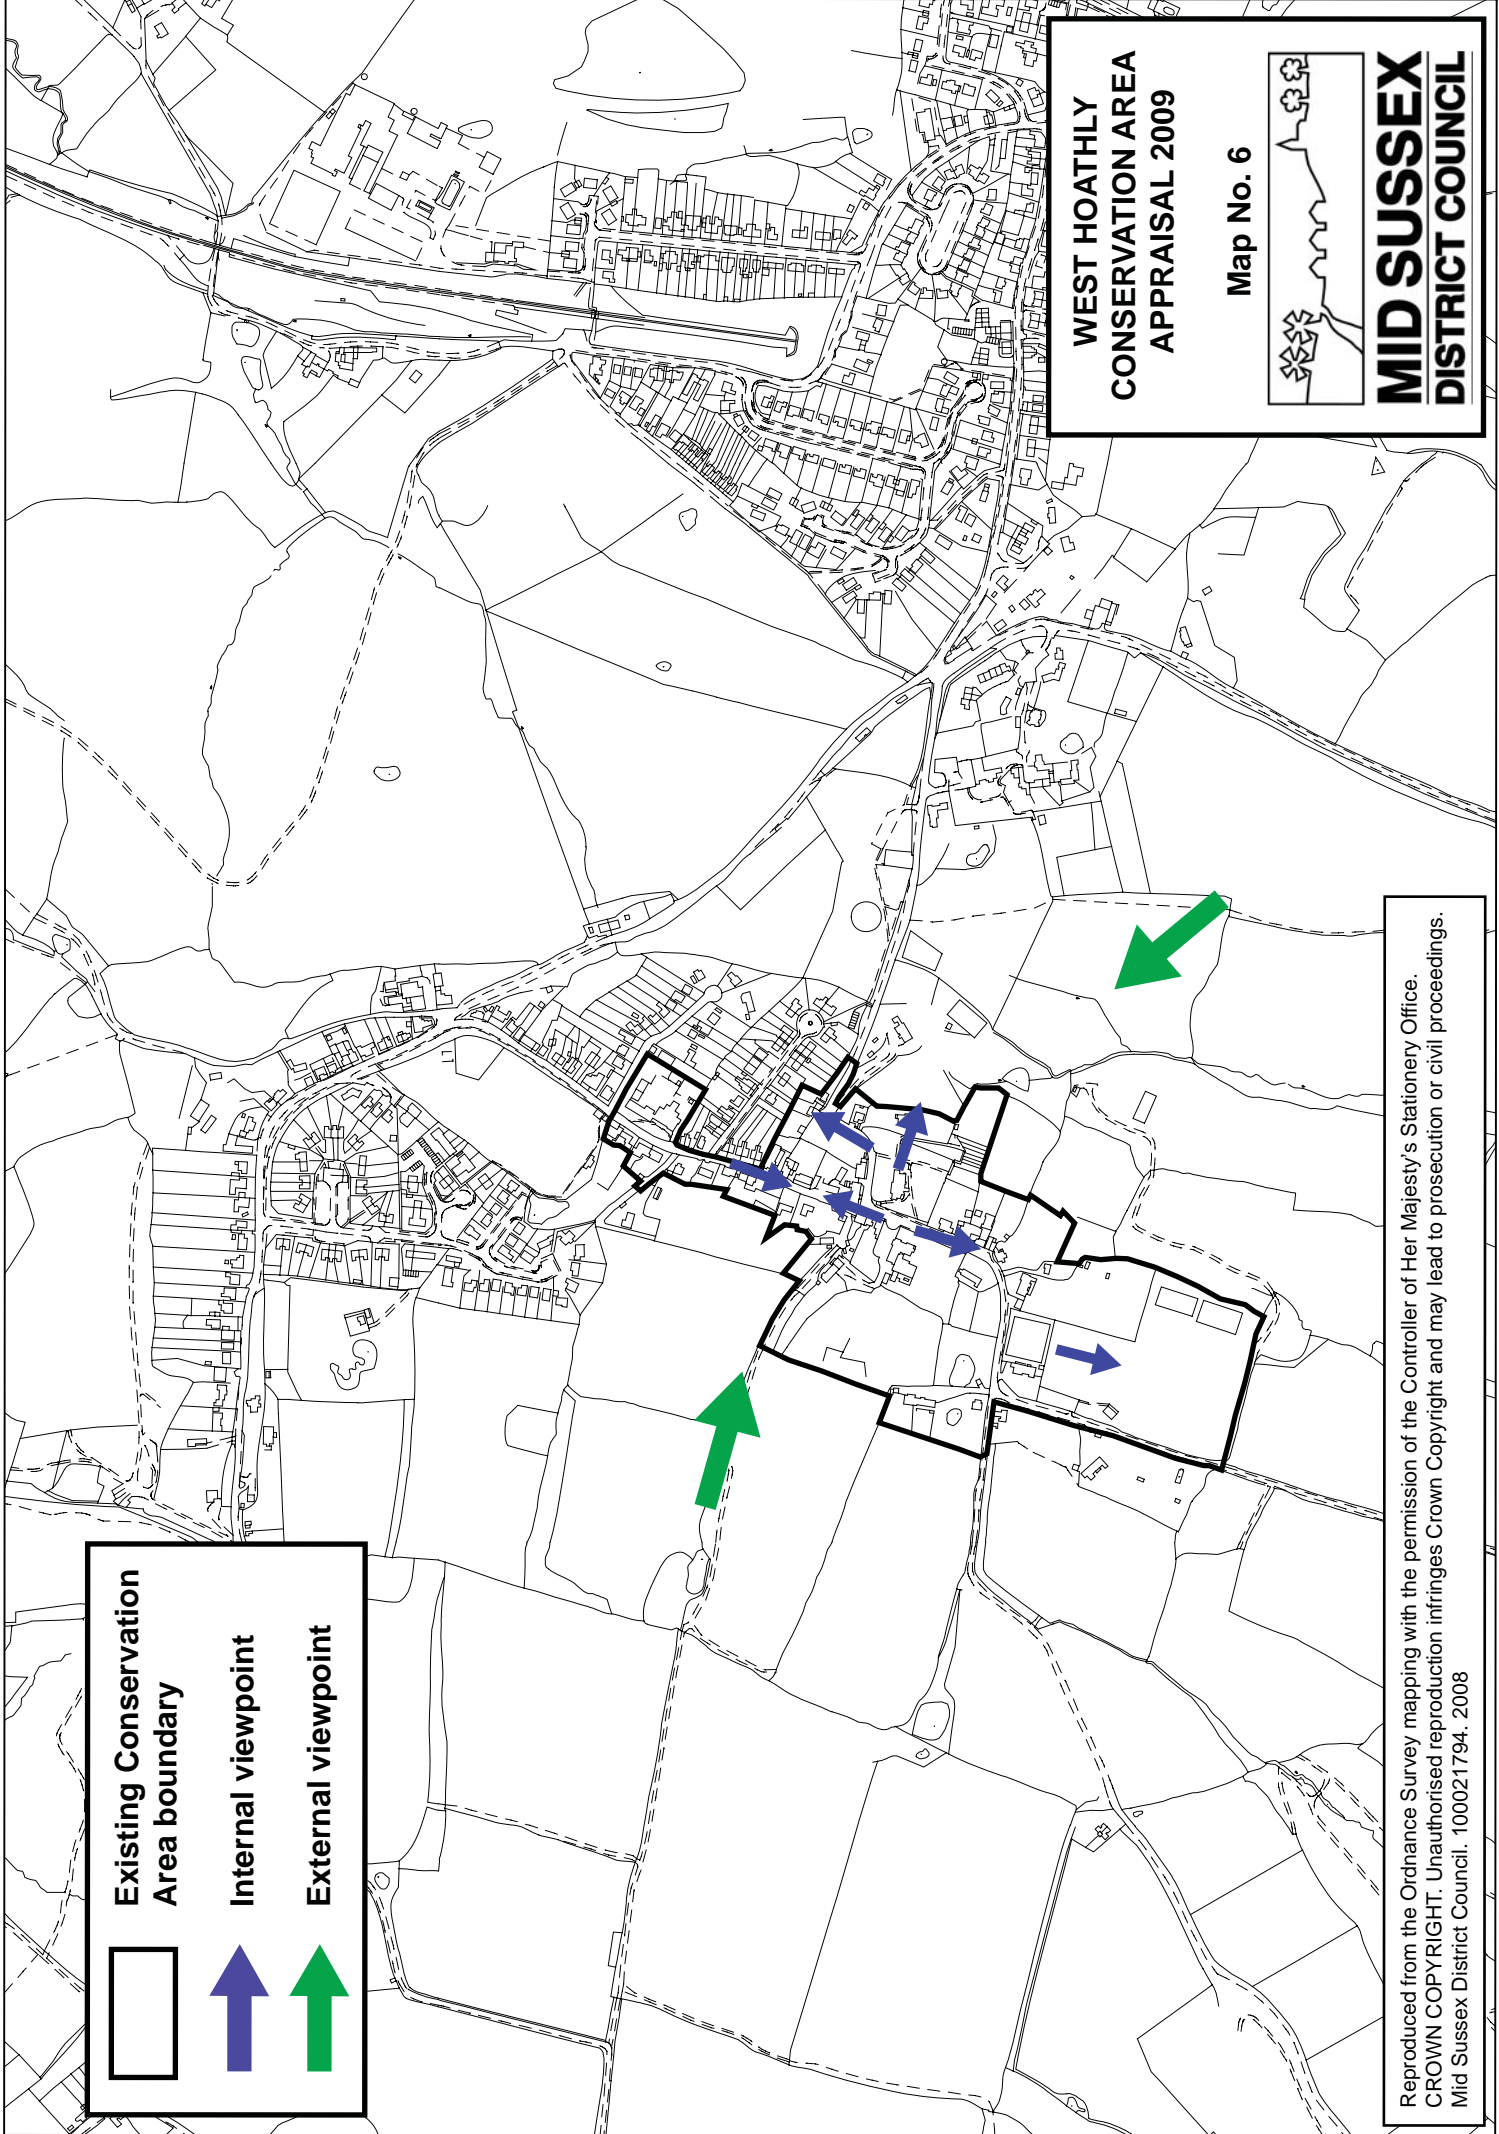 Existing Conservation
Area boundary
Internal viewpoint
External viewpoint
WEST HOATHLY
CONSERVATION AREA
APPRAISAL 2009
Map No. 6
MID SUSSEX
DISTRICT COUNCIL
Reproduced from the Ordnance Survey mapping with the permission of the Controller of Her Majesty's Stationery Office.
CROWN COPYRIGHT. Unauthorised reproduction infringes Crown Copyright and may lead to prosecution or civil proceedings.
Mid Sussex District Council. 100021794. 2008